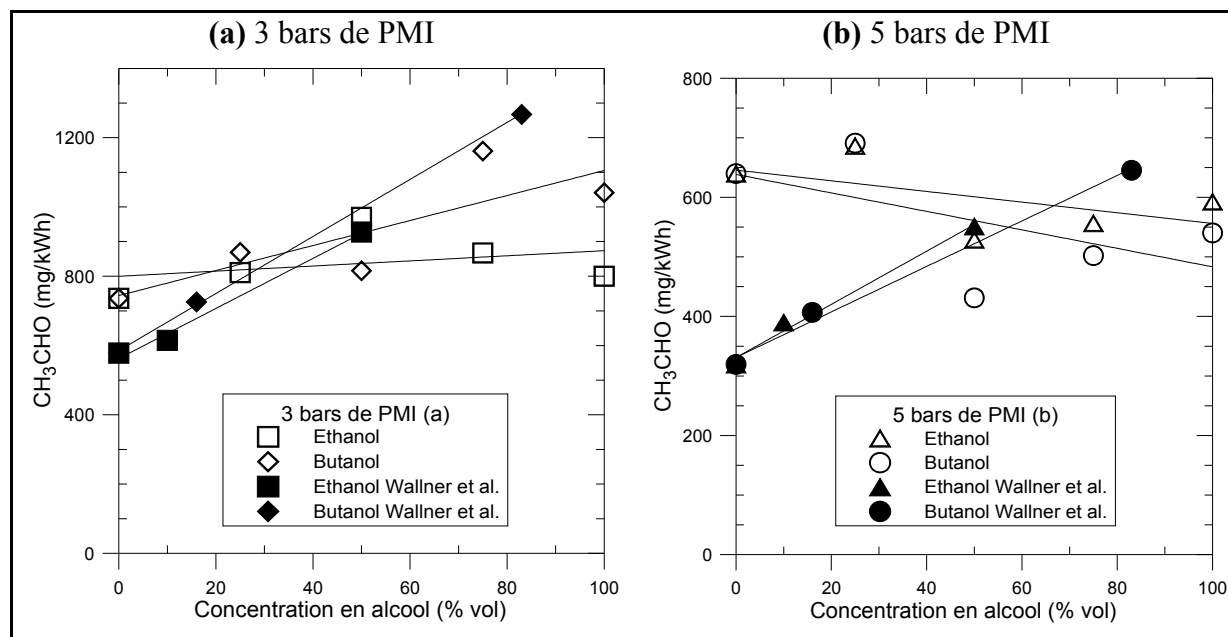 (a) 3 bars de PMI
(b) 5 bars de PMI
CH3CHO (mg/kWh)
1200
800
400
0
0 20 40 60 80 100
Concentration en alcool (% vol)
3 bars de PMI (a)
Ethanol
Butanol
Ethanol Wallner et al.
Butanol Wallner et al.
CH3CHO (mg/kWh)
800
600
400
200
0
0 20 40 60 80 100
Concentration en alcool (% vol)
5 bars de PMI (b)
Ethanol
Butanol
Ethanol Wallner et al.
Butanol Wallner et al.